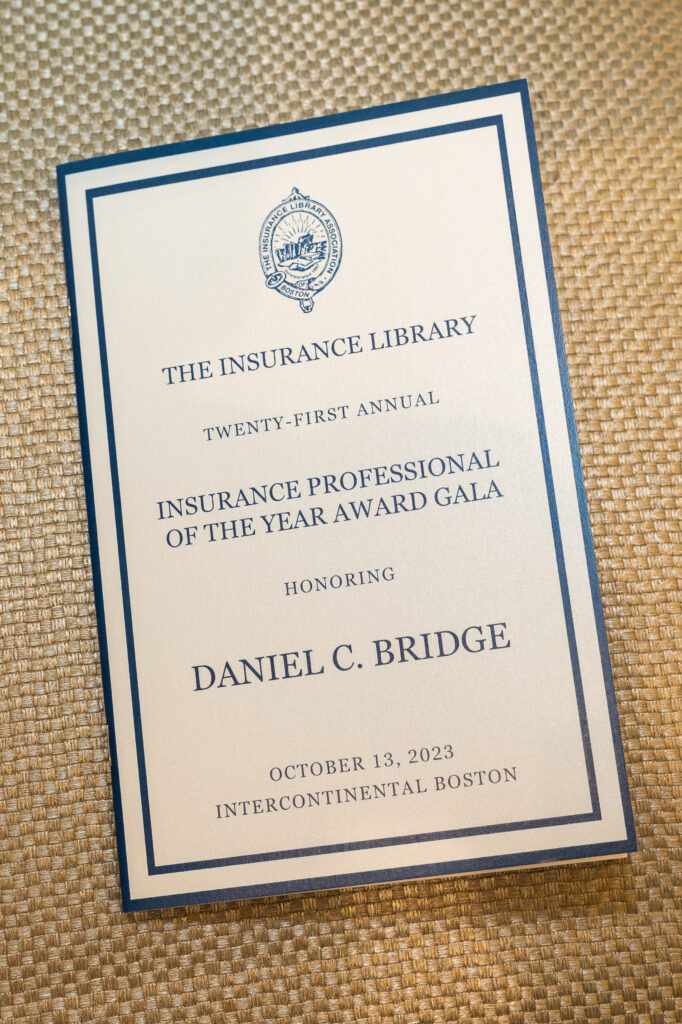 THE INSURANCE LIBRARY ASSOCIATION
OF
BOSTON
THE INSURANCE LIBRARY
TWENTY-FIRST ANNUAL
INSURANCE PROFESSIONAL
OF THE YEAR AWARD GALA
HONORING
DANIEL C. BRIDGE
OCTOBER 13, 2023
INTERCONTINENTAL BOSTON